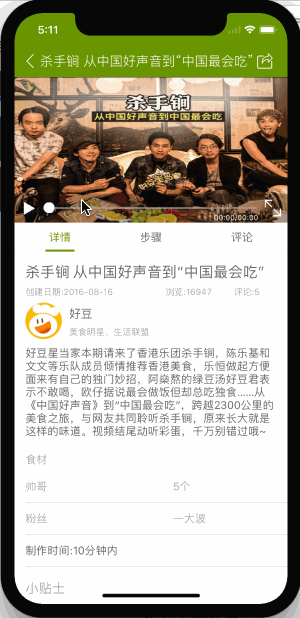 5:11
杀手锏 从中国好声音到“中国最会吃”
杀手锏
从中国好声音到中国最会吃
00:00/00:00
详情
步骤
评论
杀手锏 从中国好声音到“中国最会吃”
创建日期:2016-08-16
浏览:16947
评论:5
好豆
美食明星、生活联盟
好豆星当家本期请来了香港乐团杀手锏，陈乐基和
文文等乐队成员倾情推荐香港美食，乐恒做起方便
面来有自己的独门妙招，阿燊熬的绿豆汤好豆君表
示不敢喝，欧仔据说最会做饭但却总吃独食……从
《中国好声音》到“中国最会吃”，跨越2300公里的
美食之旅，与网友共同聆听杀手锏，原来长大就是
这样的味道。视频结尾动听彩蛋，千万别错过哦~
食材
帅哥
5个
粉丝
一大波
制作时间:10分钟内
小贴士